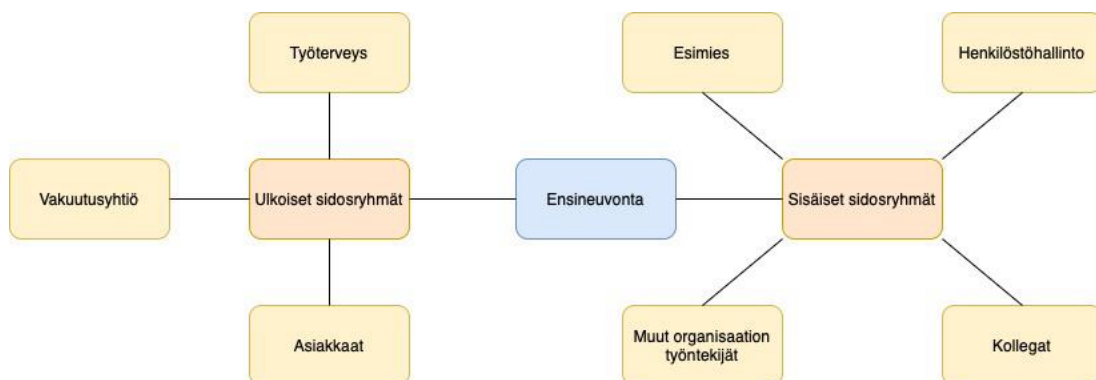 Työterveys
Esimies
Henkilöstöhallinto
Vakuutusyhtiö
Ulkoiset sidosryhmät
Ensineuvonta
Sisäiset sidosryhmät
Asiakkaat
Muut organisaation
työntekijät
Kollegat